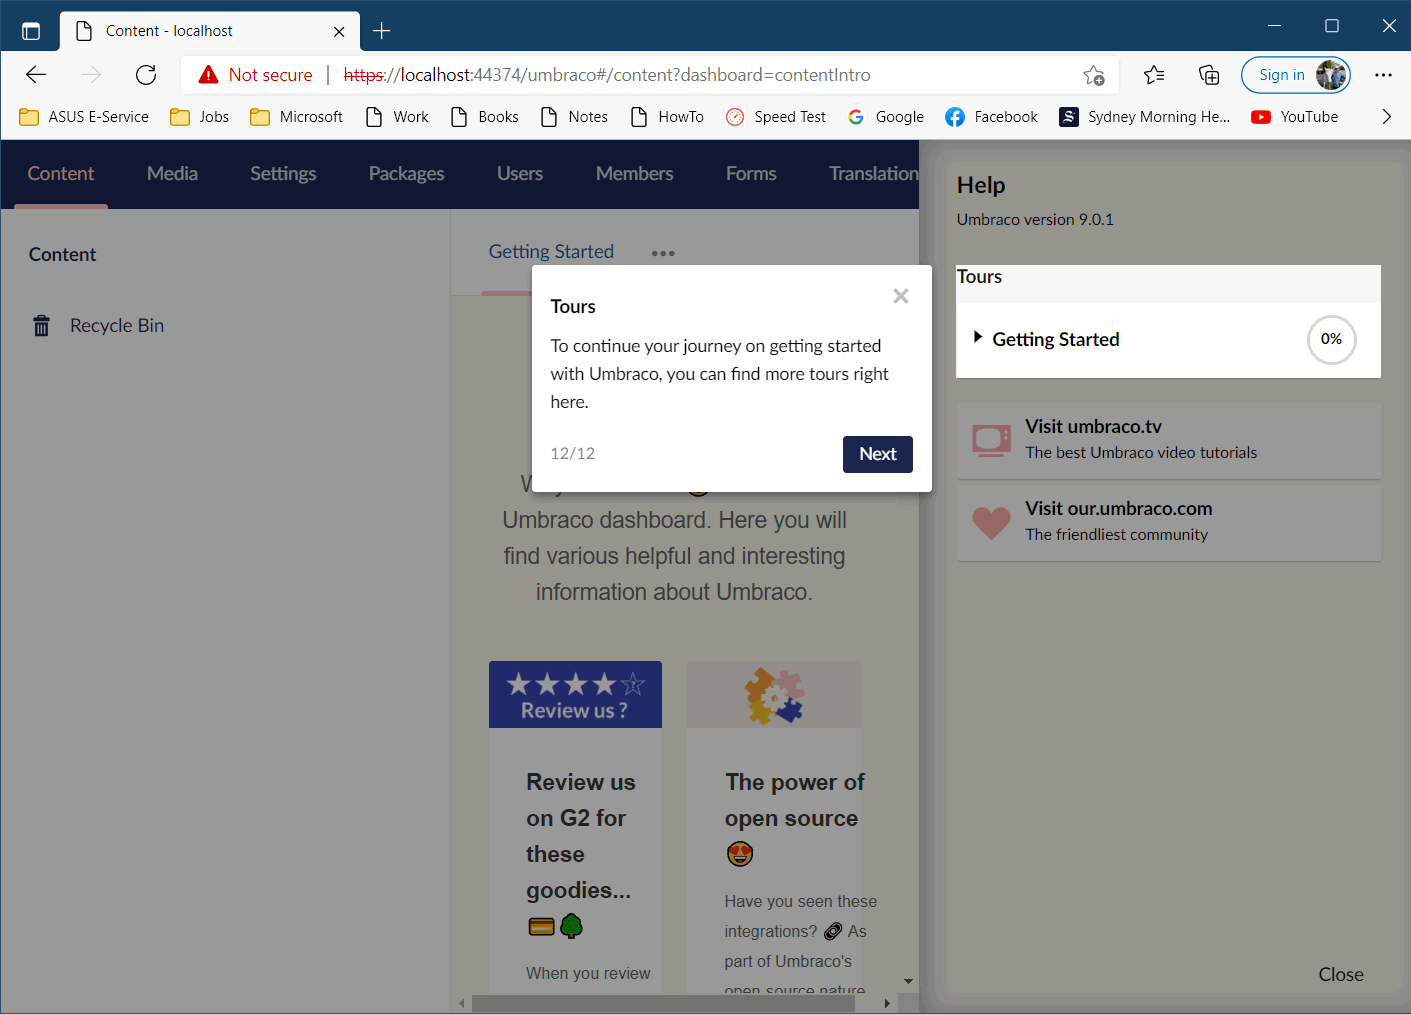 Content - localhost
Not secure | https://localhost:44374/umbraco#/content?dashboard=contentIntro
Sign in
ASUS E-Service Jobs Microsoft Work Books Notes HowTo Speed Test Google Facebook Sydney Morning He... YouTube
Content Media Settings Packages Users Members Forms Translation
Content
Recycle Bin
Getting Started
Tours
To continue your journey on getting started
with Umbraco, you can find more tours right
here.
12/12
Next
Umbraco dashboard. Here you will
find various helpful and interesting
information about Umbraco.
Review us ?
Review us
on G2 for
these
goodies...
When you review
The power of
open source
Have you seen these
integrations? As
part of Umbraco's
open source nature
Help
Umbraco version 9.0.1
Tours
Getting Started
0%
Visit umbraco.tv
The best Umbraco video tutorials
Visit our.umbraco.com
The friendliest community
Close